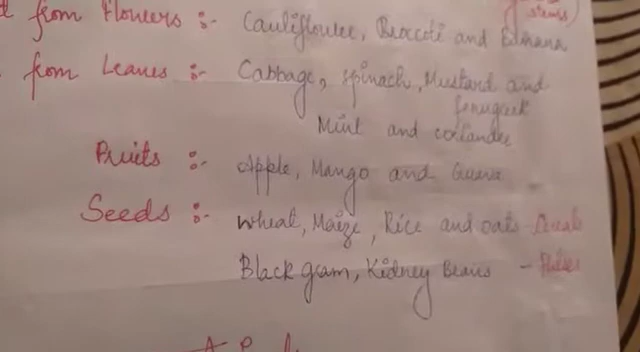 stems)
from Flowers :- Cauliflower, Broccoli and Banana
from Leaves :- Cabbage, Spinach, Mustard and
fenugreek
Mint and coriander
Fruits :- Apple, Mango and Guava
Seeds :- Wheat, Maize, Rice and oats - Cereals
Black gram, Kidney Beans - Pulses